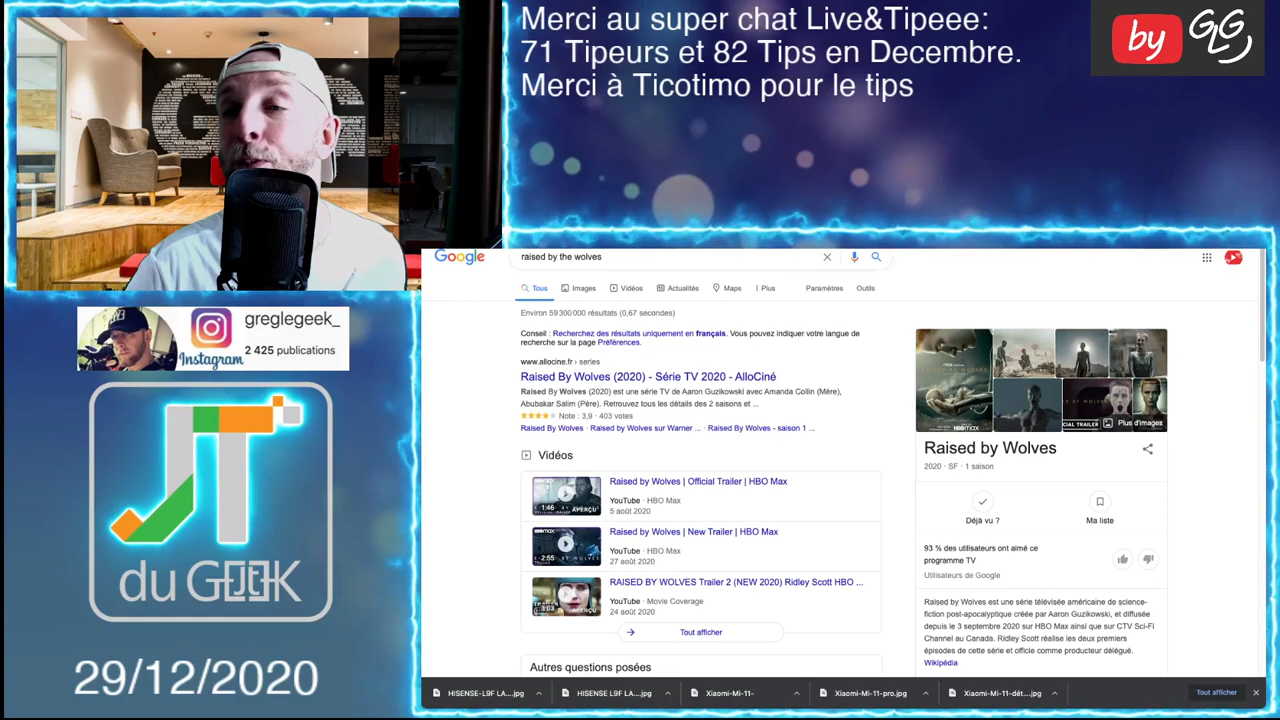 Merci au super chat Live&Tipeee:
71 Tipeurs et 82 Tips en Decembre.
Merci a Ticotimo pour le tips
by GLG
greglegeek_
Instagram
2 425 publications
JT
du GEEK
29/12/2020
Google
raised by the wolves
Tous
Images
Vidéos
Actualités
Maps
Plus
Paramètres
Outils
Environ 59 300 000 résultats (0,67 secondes)
Conseil : Recherchez des résultats uniquement en français. Vous pouvez indiquer votre langue de
recherche sur la page Préférences.
www.allocine.fr › series
Raised By Wolves (2020) - Série TV 2020 - AlloCiné
Raised By Wolves (2020) est une série TV de Aaron Guzikowski avec Amanda Collin (Mère),
Abubakar Salim (Père). Retrouvez tous les détails des 2 saisons et ...
Note : 3,9 · 403 votes
Raised By Wolves · Raised by Wolves sur Warner ... · Raised By Wolves - saison 1 ...
Vidéos
1:46
APERÇU
Raised by Wolves | Official Trailer | HBO Max
YouTube · HBO Max
5 août 2020
2:55
Raised by Wolves | New Trailer | HBO Max
YouTube · HBO Max
27 août 2020
3:03
APERÇU
RAISED BY WOLVES Trailer 2 (NEW 2020) Ridley Scott HBO ...
YouTube · Movie Coverage
24 août 2020
Tout afficher
Autres questions posées
HBOMAX
Plus d'images
Raised by Wolves
2020 · SF · 1 saison
Déjà vu ?
Ma liste
93 % des utilisateurs ont aimé ce
programme TV
Utilisateurs de Google
Raised by Wolves est une série télévisée américaine de science-
fiction post-apocalyptique créée par Aaron Guzikowski, et diffusée
depuis le 3 septembre 2020 sur HBO Max ainsi que sur CTV Sci-Fi
Channel au Canada. Ridley Scott réalise les deux premiers
épisodes de cette série et officie comme producteur délégué.
Wikipédia
HISENSE-L9F LA....jpg
HISENSE L9F LA....jpg
Xiaomi-Mi-11-
Xiaomi-Mi-11-pro.jpg
Xiaomi-Mi-11-dét....jpg
Tout afficher